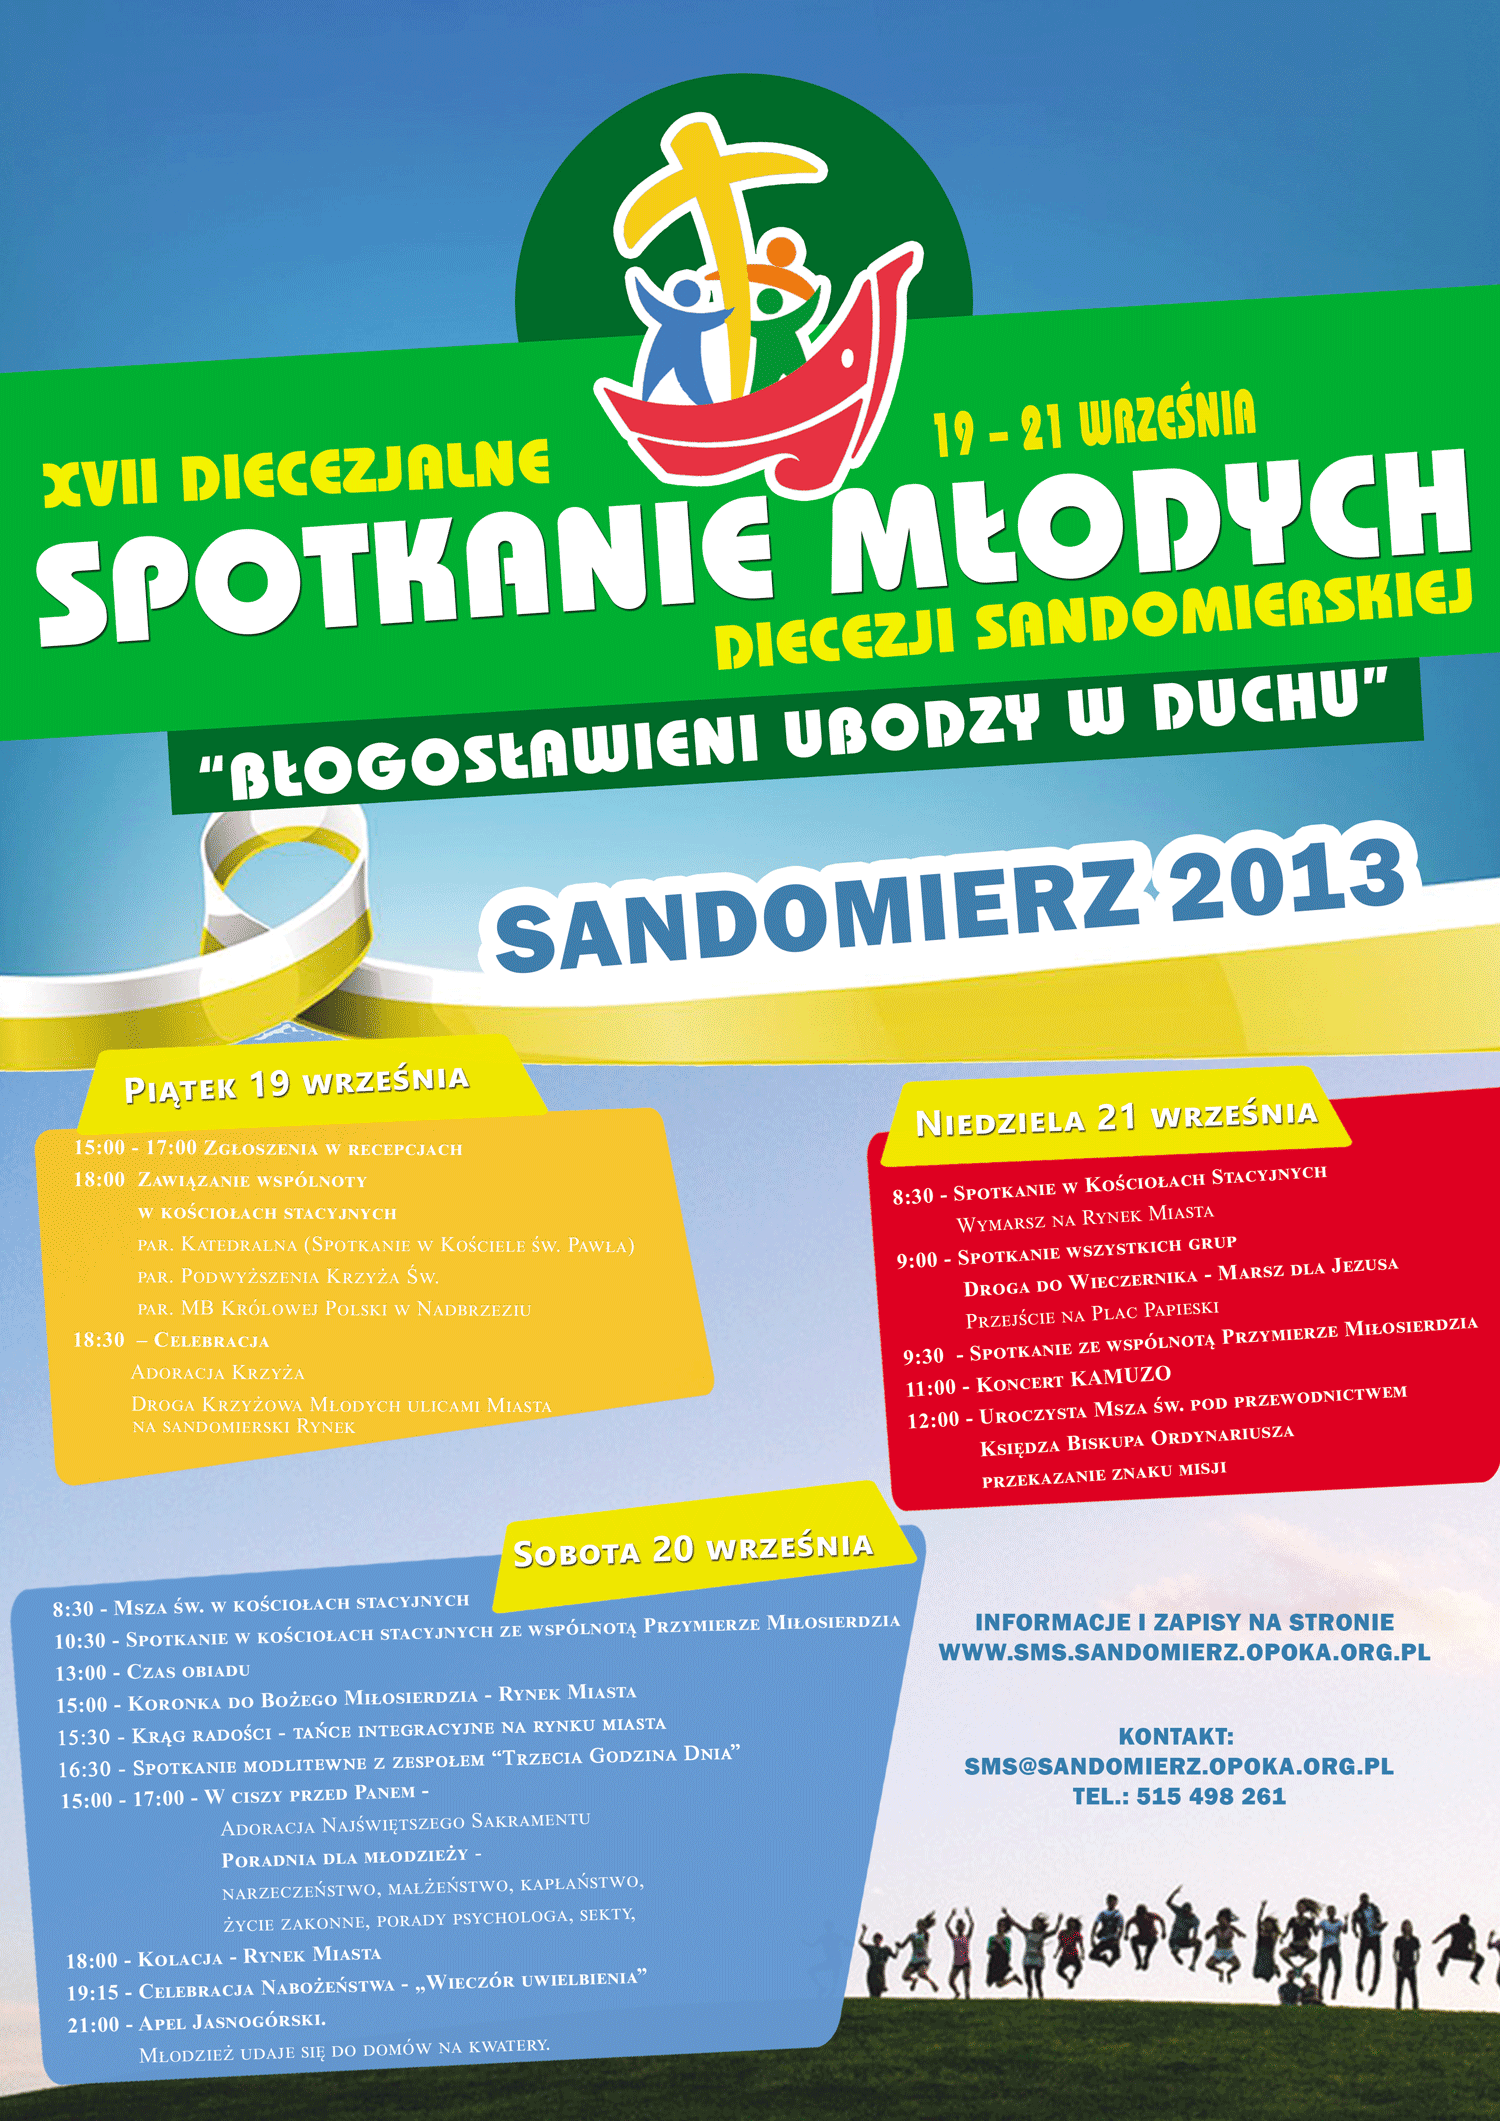 XVII DIECEZJALNE
19 – 21 WRZEŚNIA
SPOTKANIE MŁODYCH
DIECEZJI SANDOMIERSKIEJ
“BŁOGOSŁAWIENI UBODZY W DUCHU”
SANDOMIERZ 2013
Piątek 19 września
15:00 - 17:00 Zgłoszenia w recepcjach
18:00 Zawiązanie wspólnoty
w kościołach stacyjnych
par. Katedralna (Spotkanie w Kościele św. Pawła)
par. Podwyższenia Krzyża Św.
par. MB Królowej Polski w Nadbrzeziu
18:30 – Celebracja
Adoracja Krzyża
Droga Krzyżowa Młodych ulicami Miasta
na sandomierski Rynek
Niedziela 21 września
8:30 - Spotkanie w Kościołach Stacyjnych
Wymarsz na Rynek Miasta
9:00 - Spotkanie wszystkich grup
Droga do Wieczernika - Marsz dla Jezusa
Przejście na Plac Papieski
9:30 - Spotkanie ze wspólnotą Przymierze Miłosierdzia
11:00 - Koncert KAMUZO
12:00 - Uroczysta Msza św. pod przewodnictwem
Księdza Biskupa Ordynariusza
przekazanie znaku misji
Sobota 20 września
8:30 - Msza św. w kościołach stacyjnych
10:30 - Spotkanie w kościołach stacyjnych ze wspólnotą Przymierze Miłosierdzia
13:00 - Czas obiadu
15:00 - Koronka do Bożego Miłosierdzia - Rynek Miasta
15:30 - Krąg radości - tańce integracyjne na rynku miasta
16:30 - Spotkanie modlitewne z zespołem “Trzecia Godzina Dnia”
15:00 - 17:00 - W ciszy przed Panem -
Adoracja Najświętszego Sakramentu
Poradnia dla młodzieży -
narzeczeństwo, małżeństwo, kapłaństwo,
życie zakonne, porady psychologa, sekty,
18:00 - Kolacja - Rynek Miasta
19:15 - Celebracja Nabożeństwa - „Wieczór uwielbienia”
21:00 - Apel Jasnogórski.
Młodzież udaje się do domów na kwatery.
INFORMACJE I ZAPISY NA STRONIE
WWW.SMS.SANDOMIERZ.OPOKA.ORG.PL
KONTAKT:
SMS@SANDOMIERZ.OPOKA.ORG.PL
TEL.: 515 498 261